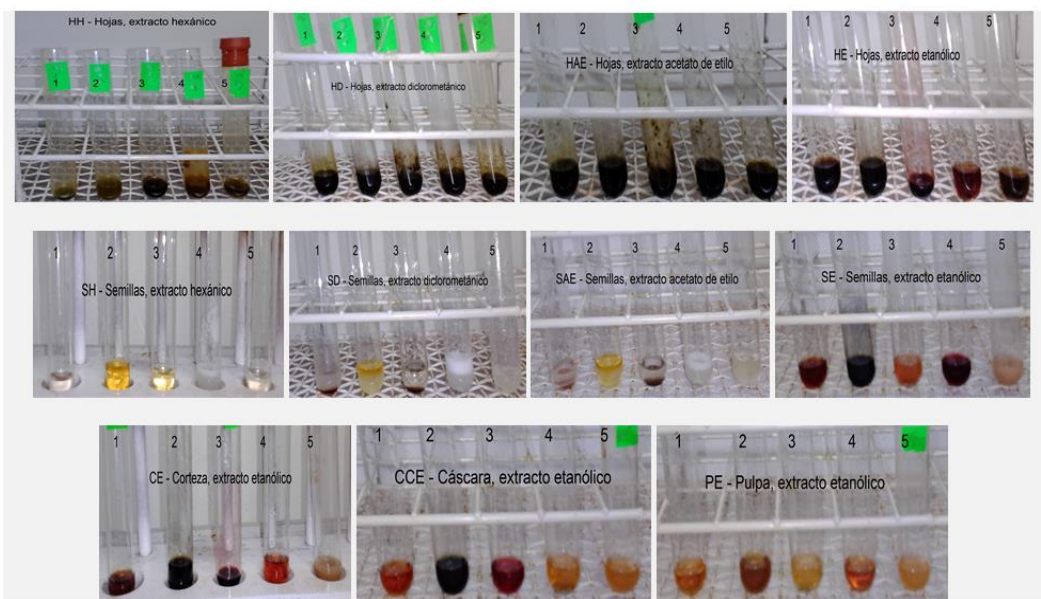 HH - Hojas, extracto hexánico
1 2 3 4 5
1 2 3 4 5
HD - Hojas, extracto diclorometánico
1 2 3 4 5
HAE - Hojas, extracto acetato de etilo
1 2 3 4 5
HE - Hojas, extracto etanólico
1 2 3 4 5
SH - Semillas, extracto hexánico
1 2 3 4 5
SD - Semillas, extracto diclorometánico
1 2 3 4 5
SAE - Semillas, extracto acetato de etilo
1 2 3 4 5
SE - Semillas, extracto etanólico
1 2 3 4 5
CE - Corteza, extracto etanólico
1 2 3 4 5
CCE - Cáscara, extracto etanólico
1 2 3 4 5
PE - Pulpa, extracto etanólico